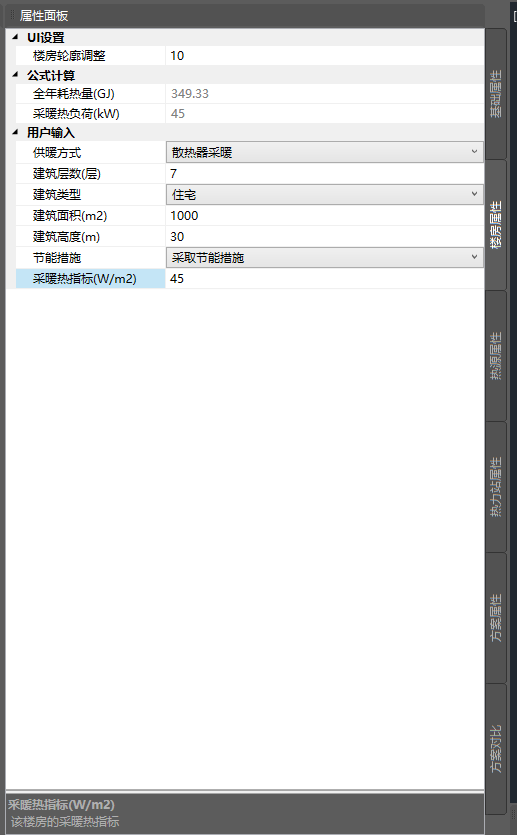 属性面板
UI设置
楼房轮廓调整 10
公式计算
全年耗热量(GJ) 349.33
采暖热负荷(kW) 45
用户输入
供暖方式 散热器采暖
建筑层数(层) 7
建筑类型 住宅
建筑面积(m2) 1000
建筑高度(m) 30
节能措施 采取节能措施
采暖热指标(W/m2) 45
采暖热指标(W/m2)
该楼房的采暖热指标
基础属性
楼房属性
热源属性
热力站属性
方案属性
方案对比